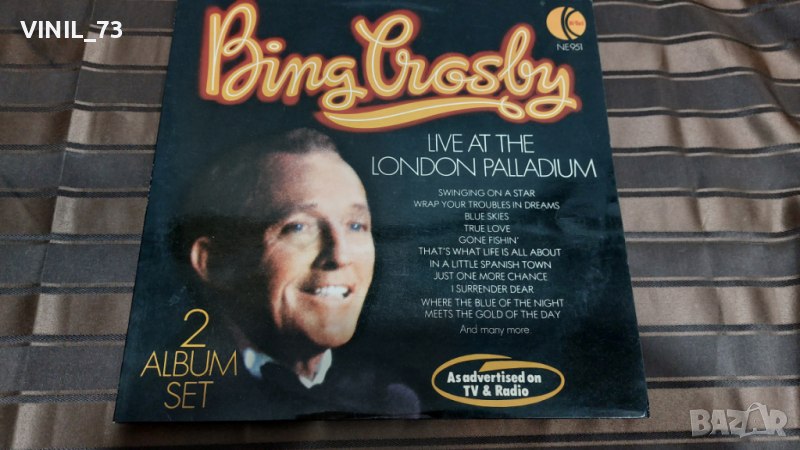 VINIL_73
K-tel
NE951
Bing Crosby
LIVE AT THE
LONDON PALLADIUM
SWINGING ON A STAR
WRAP YOUR TROUBLES IN DREAMS
BLUE SKIES
TRUE LOVE
GONE FISHIN'
THAT'S WHAT LIFE IS ALL ABOUT
IN A LITTLE SPANISH TOWN
JUST ONE MORE CHANCE
I SURRENDER DEAR
WHERE THE BLUE OF THE NIGHT
MEETS THE GOLD OF THE DAY
And many more
2
ALBUM
SET
As advertised on
TV & Radio
BAZAR
bg